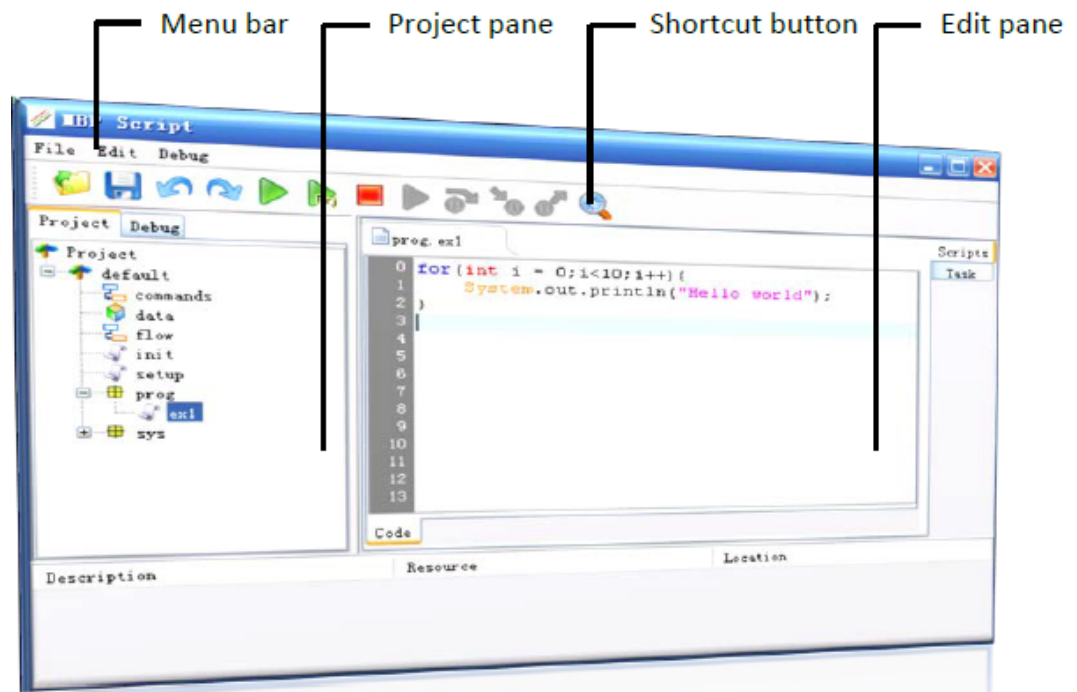 Menu bar Project pane Shortcut button Edit pane
Script
File Edit Debug
Project Debug
Project
default
commands
data
flow
init
setup
prog
ex1
sys
prog.ex1
0 for(int i = 0;i<10;i++){
1 System.out.println("Hello world");
2 }
3
4
5
6
7
8
9
10
11
12
13
Code
Scripts
Task
Description Resource Location